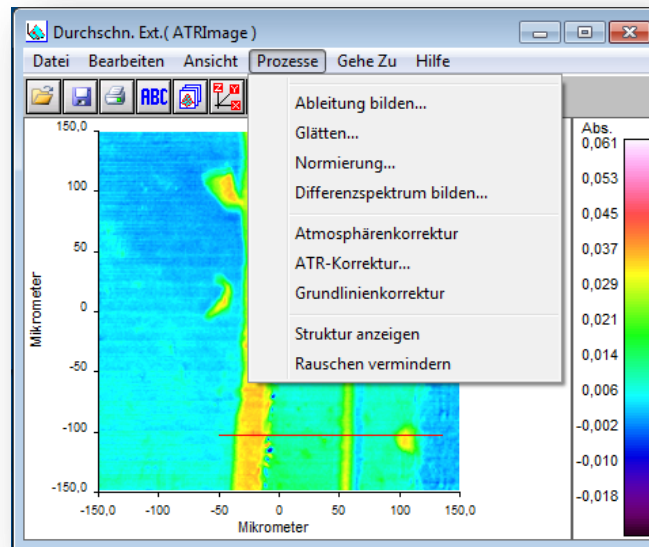 Durchschn. Ext.( ATRImage )
Datei Bearbeiten Ansicht Prozesse Gehe Zu Hilfe
ABC
Z Y X
Ableitung bilden...
Glätten...
Normierung...
Differenzspektrum bilden...
Atmosphärenkorrektur
ATR-Korrektur...
Grundlinienkorrektur
Struktur anzeigen
Rauschen vermindern
150,0
100
50
0
-50
-100
-150,0
Mikrometer
-150,0 -100 -50 0 50 100 150,0
Mikrometer
Abs.
0,061
0,053
0,045
0,037
0,029
0,021
0,014
0,006
-0,002
-0,010
-0,018